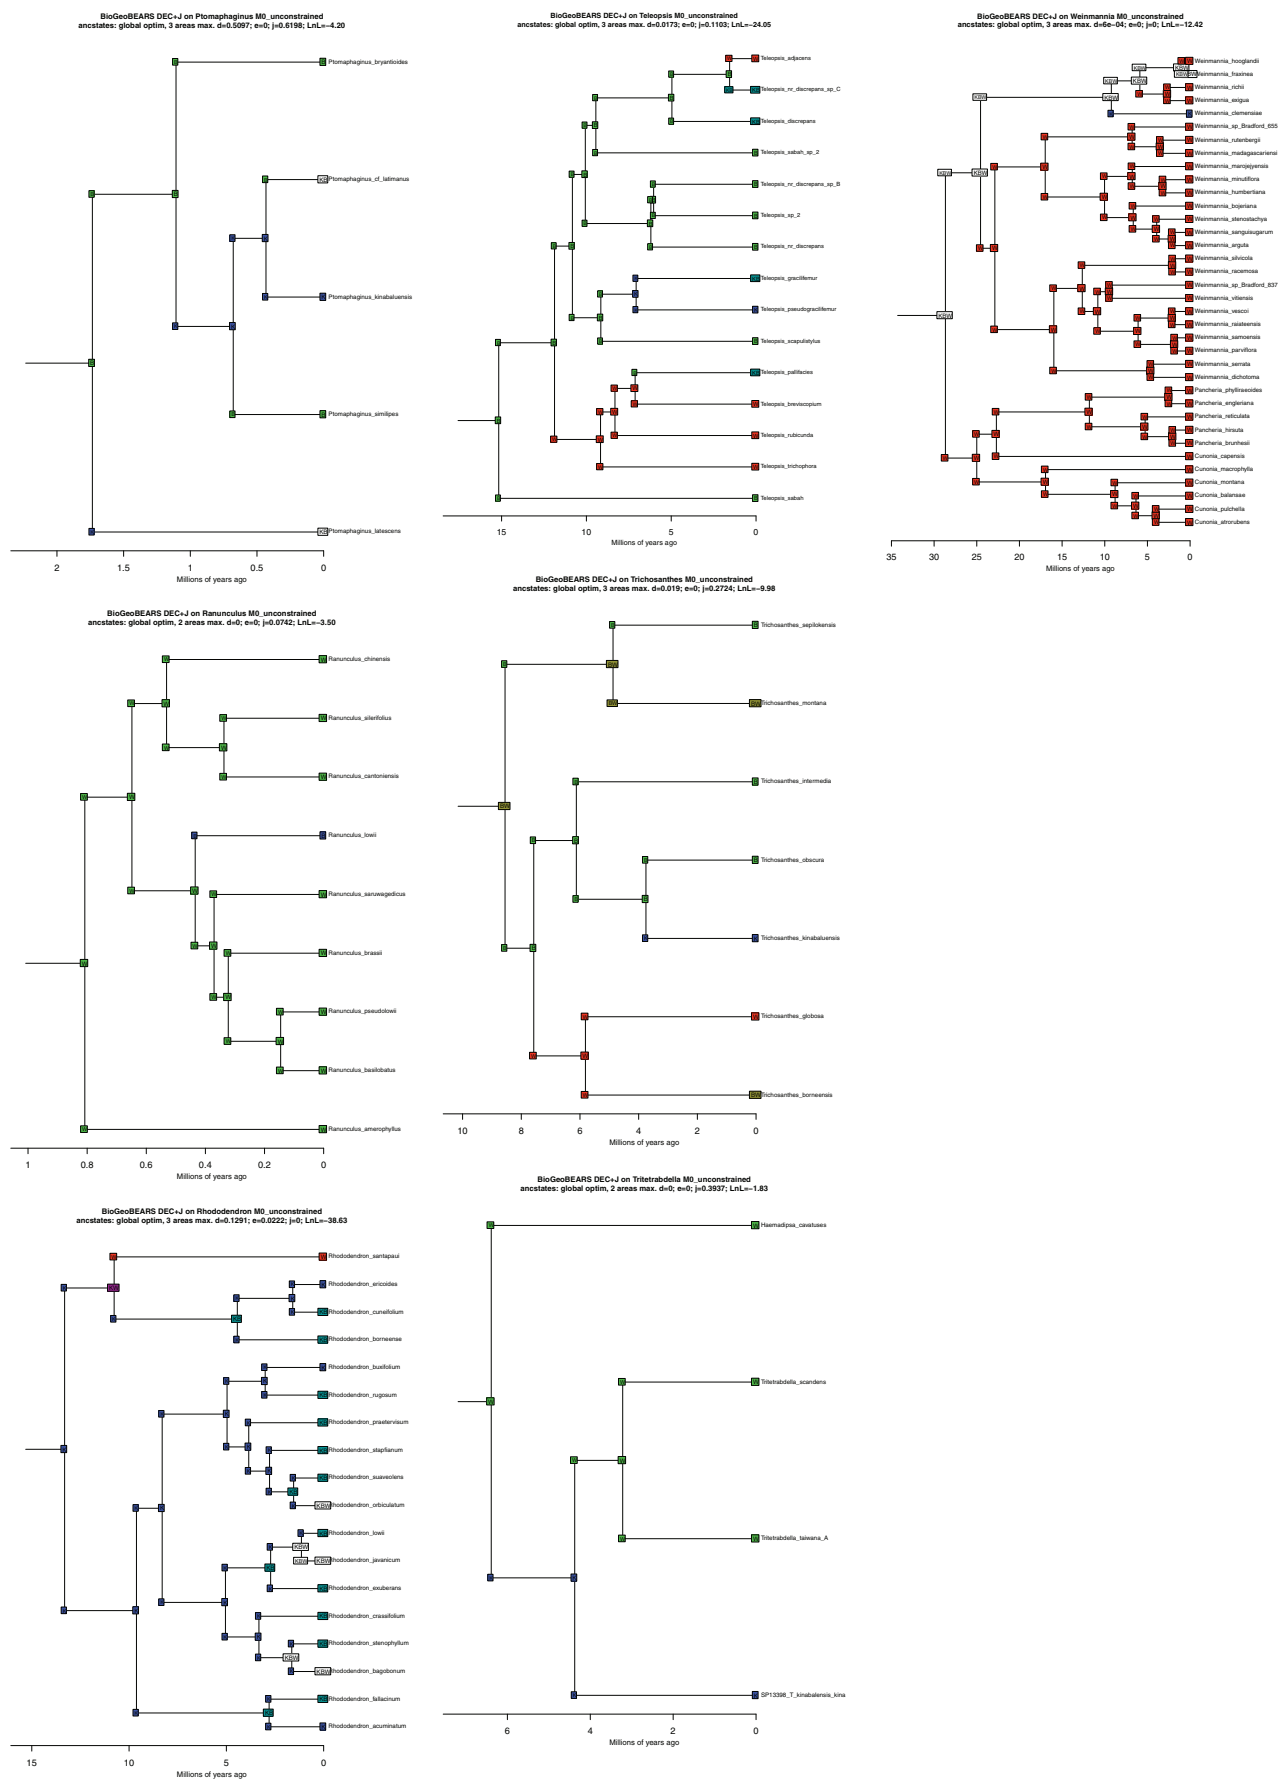 BioGeoBEARS DEC+J on Ptomaphaginus M0_unconstrained
ancstates: global optim, 3 areas max. d=0.5097; e=0; j=0.6198; LnL=−4.20
Ptomaphaginus_bryantioides
Ptomaphaginus_cf_latimanus
Ptomaphaginus_kinabaluensis
Ptomaphaginus_similipes
Ptomaphaginus_latescens
2 1.5 1 0.5 0
Millions of years ago
BioGeoBEARS DEC+J on Teleopsis M0_unconstrained
ancstates: global optim, 3 areas max. d=0.0173; e=0; j=0.1103; LnL=−24.05
Teleopsis_adjacens
Teleopsis_nr_discrepans_sp_C
Teleopsis_discrepans
Teleopsis_sabah_sp_2
Teleopsis_nr_discrepans_sp_B
Teleopsis_sp_2
Teleopsis_nr_discrepans
Teleopsis_gracilifemur
Teleopsis_pseudogracilifemur
Teleopsis_scapulistylus
Teleopsis_pallifacies
Teleopsis_breviscopium
Teleopsis_rubicunda
Teleopsis_trichophora
Teleopsis_sabah
15 10 5 0
Millions of years ago
BioGeoBEARS DEC+J on Weinmannia M0_unconstrained
ancstates: global optim, 3 areas max. d=6e−04; e=0; j=0; LnL=−12.42
Weinmannia_hooglandii
Weinmannia_fraxinea
Weinmannia_richii
Weinmannia_exigua
Weinmannia_clemensiae
Weinmannia_sp_Bradford_655
Weinmannia_rutenbergii
Weinmannia_madagascariensi
Weinmannia_marojejyensis
Weinmannia_minutiflora
Weinmannia_humbertiana
Weinmannia_bojeriana
Weinmannia_stenostachya
Weinmannia_sanguisugarum
Weinmannia_arguta
Weinmannia_silvicola
Weinmannia_racemosa
Weinmannia_sp_Bradford_837
Weinmannia_vitiensis
Weinmannia_vescoi
Weinmannia_raiateensis
Weinmannia_samoensis
Weinmannia_parviflora
Weinmannia_serrata
Weinmannia_dichotoma
Pancheria_phylliraeoides
Pancheria_engleriana
Pancheria_reticulata
Pancheria_hirsuta
Pancheria_brunhesii
Cunonia_capensis
Cunonia_macrophylla
Cunonia_montana
Cunonia_balansae
Cunonia_pulchella
Cunonia_atrorubens
35 30 25 20 15 10 5 0
Millions of years ago
BioGeoBEARS DEC+J on Ranunculus M0_unconstrained
ancstates: global optim, 2 areas max. d=0; e=0; j=0.0742; LnL=−3.50
Ranunculus_chinensis
Ranunculus_silerifolius
Ranunculus_cantoniensis
Ranunculus_lowii
Ranunculus_saruwagedicus
Ranunculus_brassii
Ranunculus_pseudolowii
Ranunculus_basilobatus
Ranunculus_amerophyllus
1 0.8 0.6 0.4 0.2 0
Millions of years ago
BioGeoBEARS DEC+J on Trichosanthes M0_unconstrained
ancstates: global optim, 3 areas max. d=0.019; e=0; j=0.2724; LnL=−9.98
Trichosanthes_sepilokensis
Trichosanthes_montana
Trichosanthes_intermedia
Trichosanthes_obscura
Trichosanthes_kinabaluensis
Trichosanthes_globosa
Trichosanthes_borneensis
10 8 6 4 2 0
Millions of years ago
BioGeoBEARS DEC+J on Rhododendron M0_unconstrained
ancstates: global optim, 3 areas max. d=0.1291; e=0.0222; j=0; LnL=−38.63
Rhododendron_santapaui
Rhododendron_ericoides
Rhododendron_cuneifolium
Rhododendron_borneense
Rhododendron_buxifolium
Rhododendron_rugosum
Rhododendron_praetervisum
Rhododendron_stapfianum
Rhododendron_suaveolens
KBW Rhododendron_orbiculatum
Rhododendron_lowii
KBW
KBW KBW Rhododendron_javanicum
Rhododendron_exuberans
Rhododendron_crassifolium
Rhododendron_stenophyllum
KBW
KBW Rhododendron_bagobonum
Rhododendron_fallacinum
Rhododendron_acuminatum
15 10 5 0
Millions of years ago
BioGeoBEARS DEC+J on Tritetrabdella M0_unconstrained
ancstates: global optim, 2 areas max. d=0; e=0; j=0.3937; LnL=−1.83
Haemadipsa_cavatuses
Tritetrabdella_scandens
Tritetrabdella_taiwana_A
SP13398_T_kinabalensis_kina
6 4 2 0
Millions of years ago